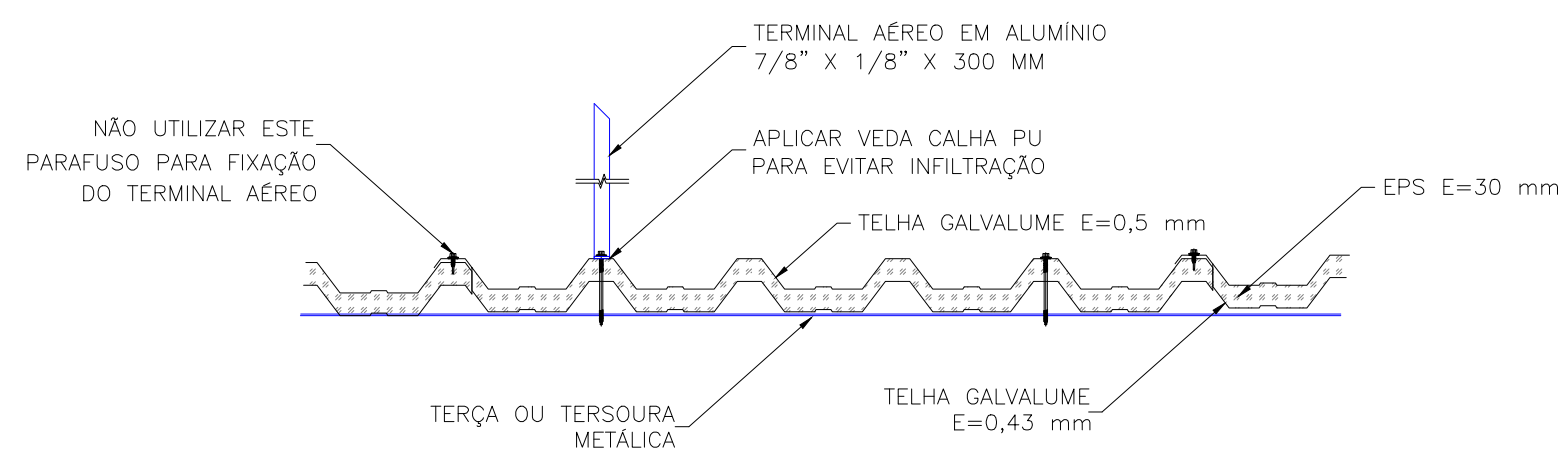 TERMINAL AÉREO EM ALUMÍNIO
7/8” X 1/8” X 300 MM
NÃO UTILIZAR ESTE
PARAFUSO PARA FIXAÇÃO
DO TERMINAL AÉREO
APLICAR VEDA CALHA PU
PARA EVITAR INFILTRAÇÃO
EPS E=30 mm
TELHA GALVALUME E=0,5 mm
TELHA GALVALUME
E=0,43 mm
TERÇA OU TERSOURA
METÁLICA